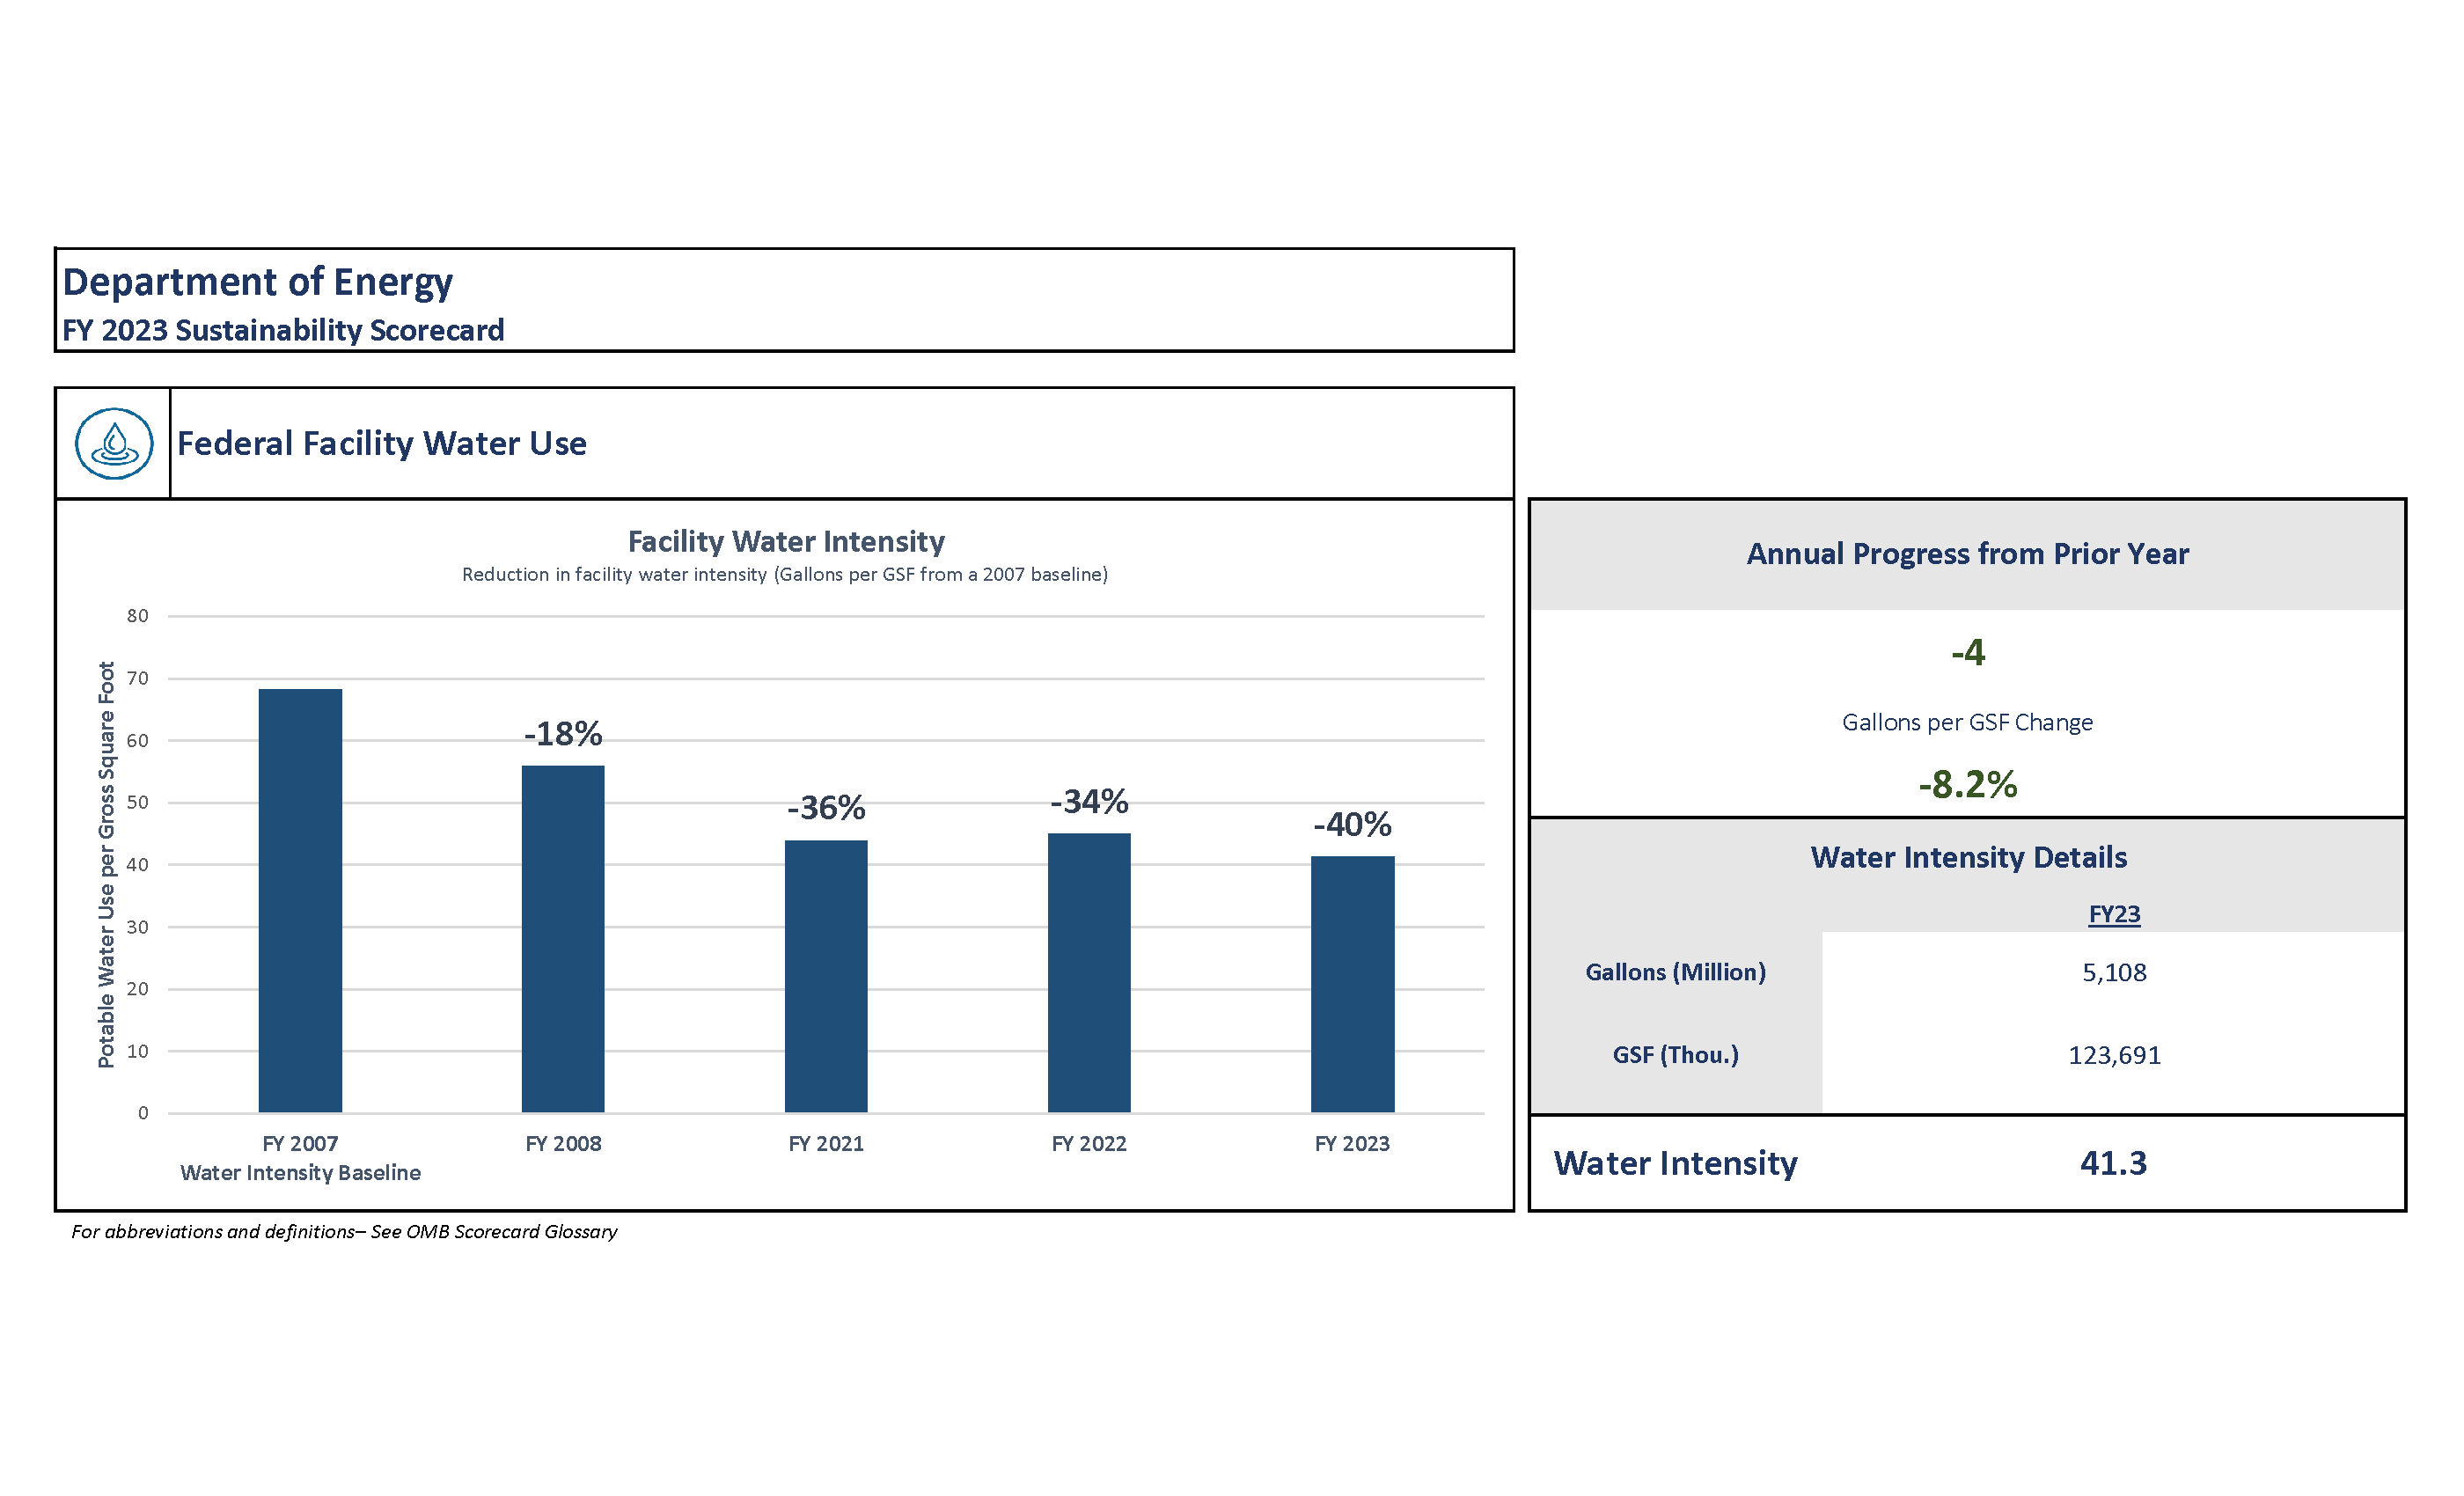 Department of Energy
FY 2023 Sustainability Scorecard
Federal Facility Water Use
Facility Water Intensity
Reduction in facility water intensity (Gallons per GSF from a 2007 baseline)
Potable Water Use per Gross Square Foot
80
70
60
50
40
30
20
10
0
-18%
-36%
-34%
-40%
FY 2007
Water Intensity Baseline
FY 2008
FY 2021
FY 2022
FY 2023
For abbreviations and definitions– See OMB Scorecard Glossary
Annual Progress from Prior Year
-4
Gallons per GSF Change
-8.2%
Water Intensity Details
FY23
Gallons (Million) 5,108
GSF (Thou.) 123,691
Water Intensity 41.3